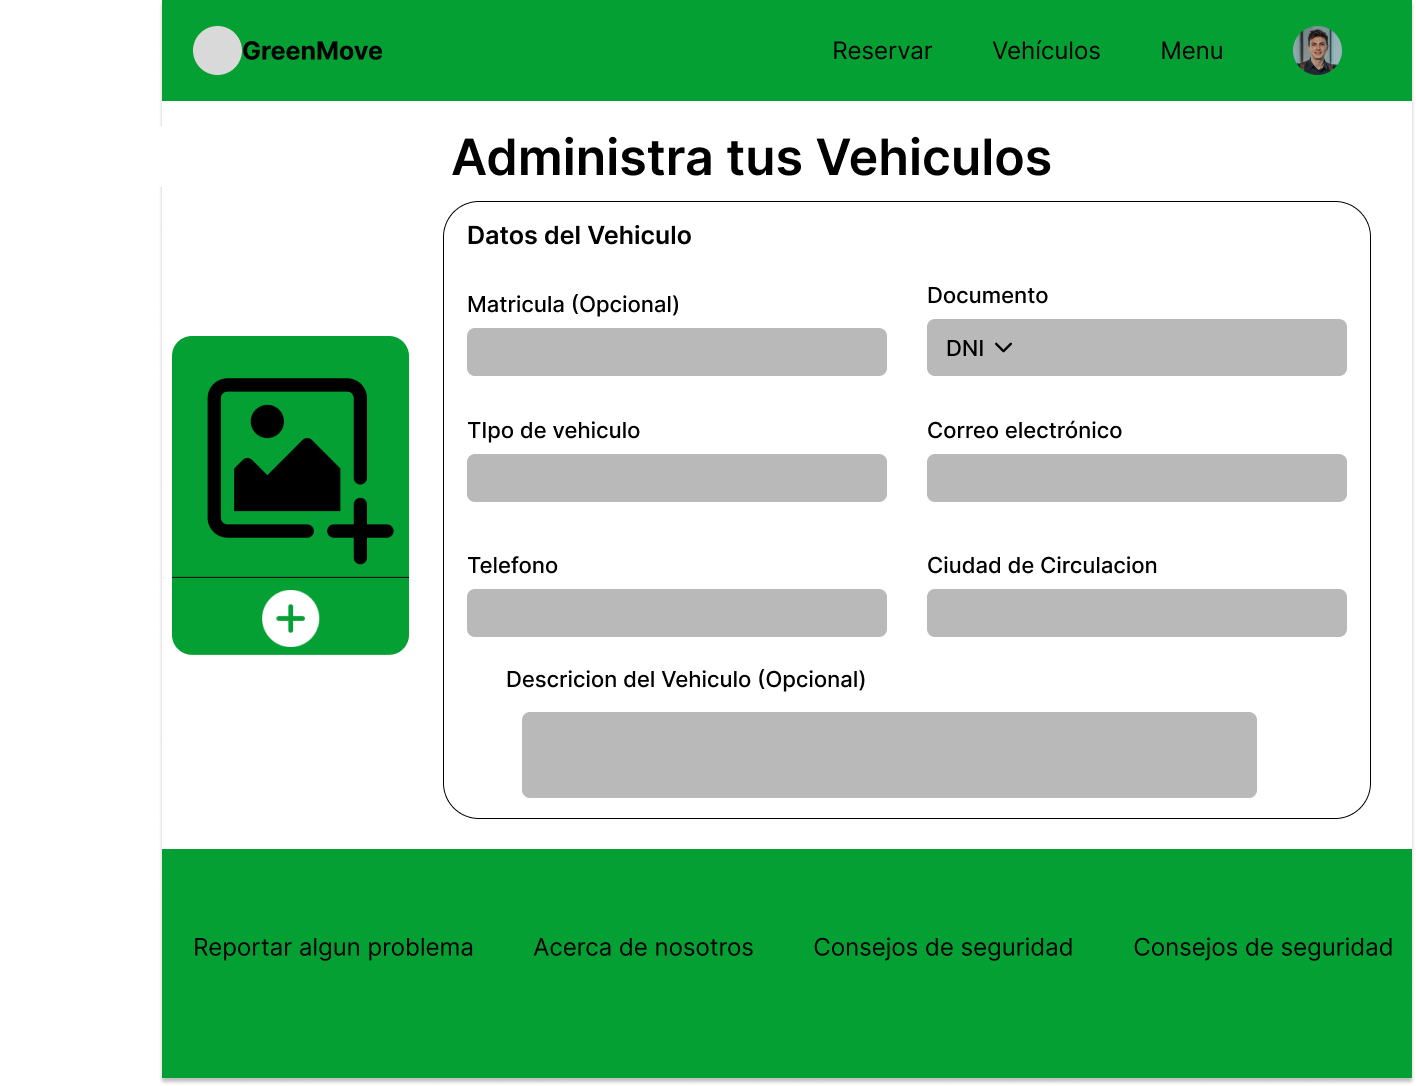 GreenMove
Reservar
Vehículos
Menu
Administra tus Vehiculos
Datos del Vehiculo
Matricula (Opcional)
Documento
DNI
TIpo de vehiculo
Correo electrónico
Telefono
Ciudad de Circulacion
Descricion del Vehiculo (Opcional)
Reportar algun problema
Acerca de nosotros
Consejos de seguridad
Consejos de seguridad